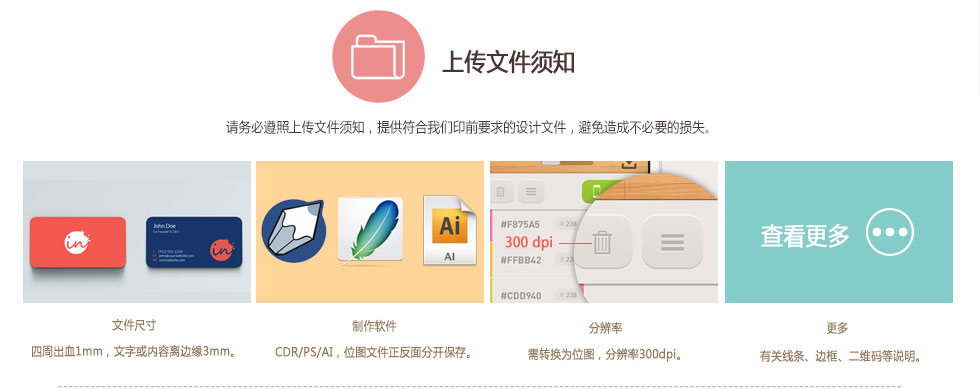 上传文件须知
请务必遵照上传文件须知，提供符合我们印前要求的设计文件，避免造成不必要的损失。
in
John Doe
in
Ai
AI
#F875A5
R 238
300 dpi
#FFBB42
#CDD940
R 238
查看更多
文件尺寸
四周出血1mm，文字或内容离边缘3mm。
制作软件
CDR/PS/AI，位图文件正反面分开保存。
分辨率
需转换为位图，分辨率300dpi。
更多
有关线条、边框、二维码等说明。